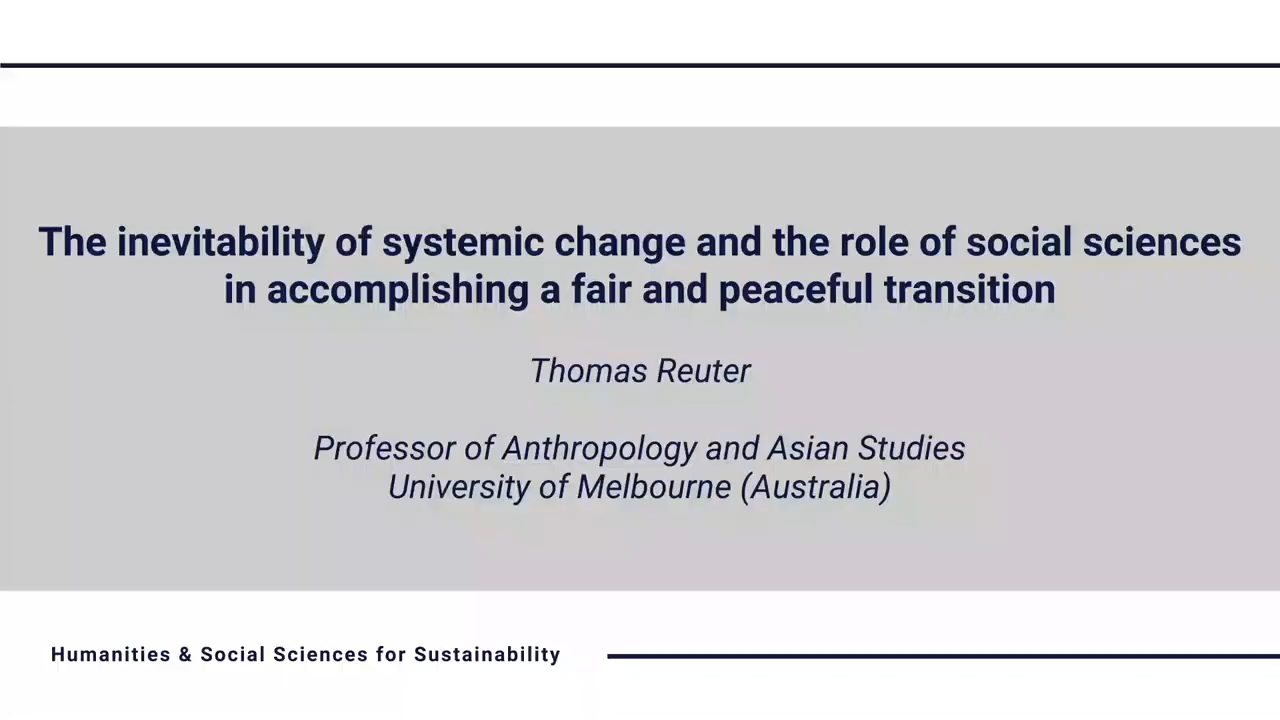 The inevitability of systemic change and the role of social sciences
in accomplishing a fair and peaceful transition
Thomas Reuter
Professor of Anthropology and Asian Studies
University of Melbourne (Australia)
Humanities & Social Sciences for Sustainability